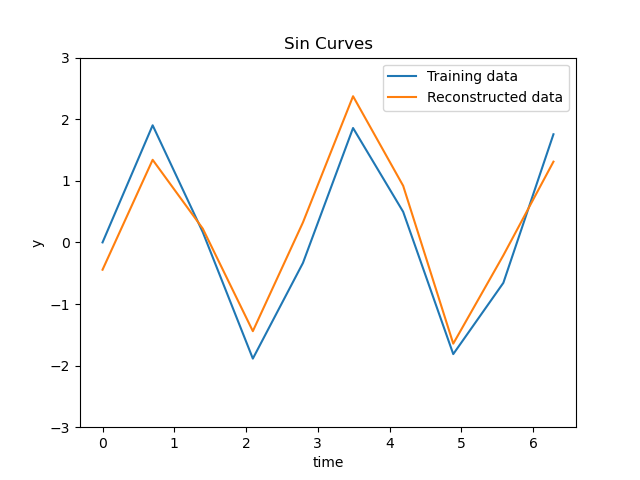 Sin Curves
Training data
Reconstructed data
3
2
1
0
−1
−2
−3
y
0 1 2 3 4 5 6
time